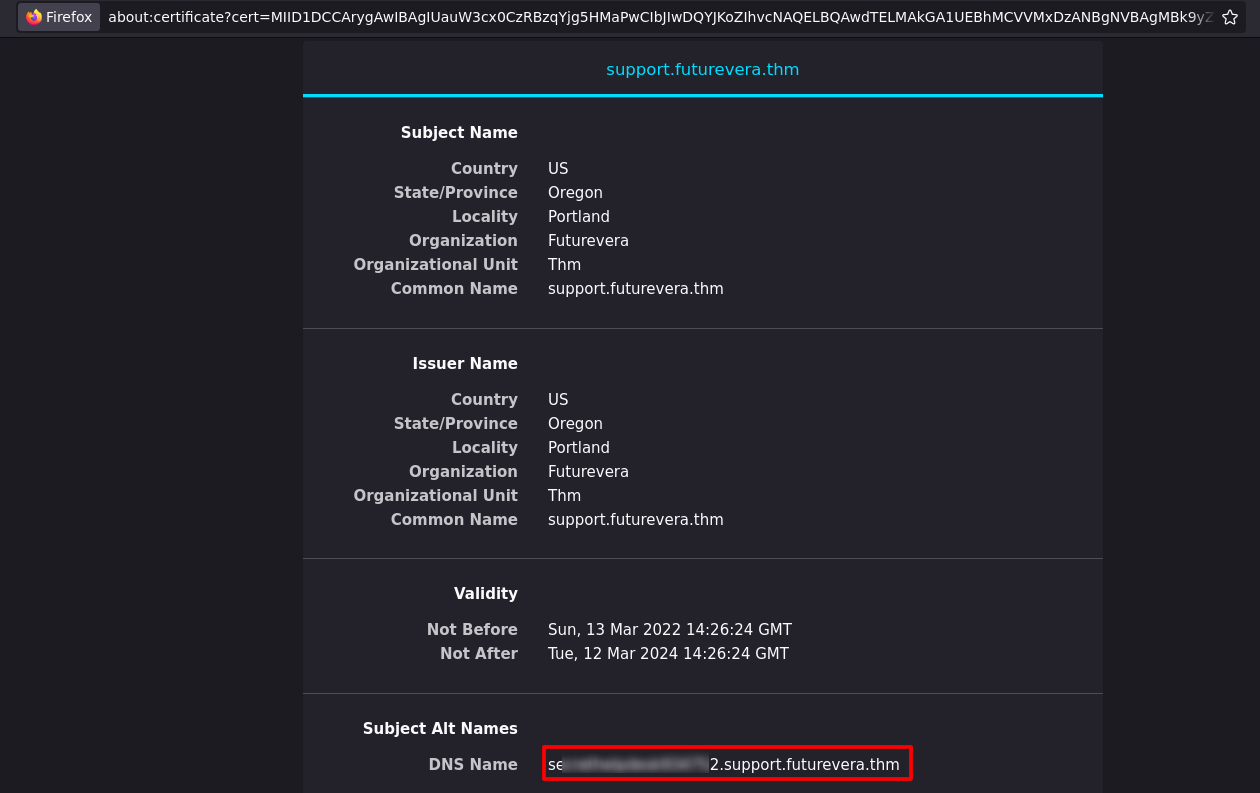 Firefox about:certificate?cert=MIID1DCCArygAwIBAgIUauW3cx0CzRBzqYjg5HMaPwCIbJIwDQYJKoZIhvcNAQELBQAwdTELMAkGA1UEBhMCVVMxDzANBgNVBAgMBk9yZ
support.futurevera.thm
Subject Name
Country US
State/Province Oregon
Locality Portland
Organization Futurevera
Organizational Unit Thm
Common Name support.futurevera.thm
Issuer Name
Country US
State/Province Oregon
Locality Portland
Organization Futurevera
Organizational Unit Thm
Common Name support.futurevera.thm
Validity
Not Before Sun, 13 Mar 2022 14:26:24 GMT
Not After Tue, 12 Mar 2024 14:26:24 GMT
Subject Alt Names
DNS Name 2.support.futurevera.thm